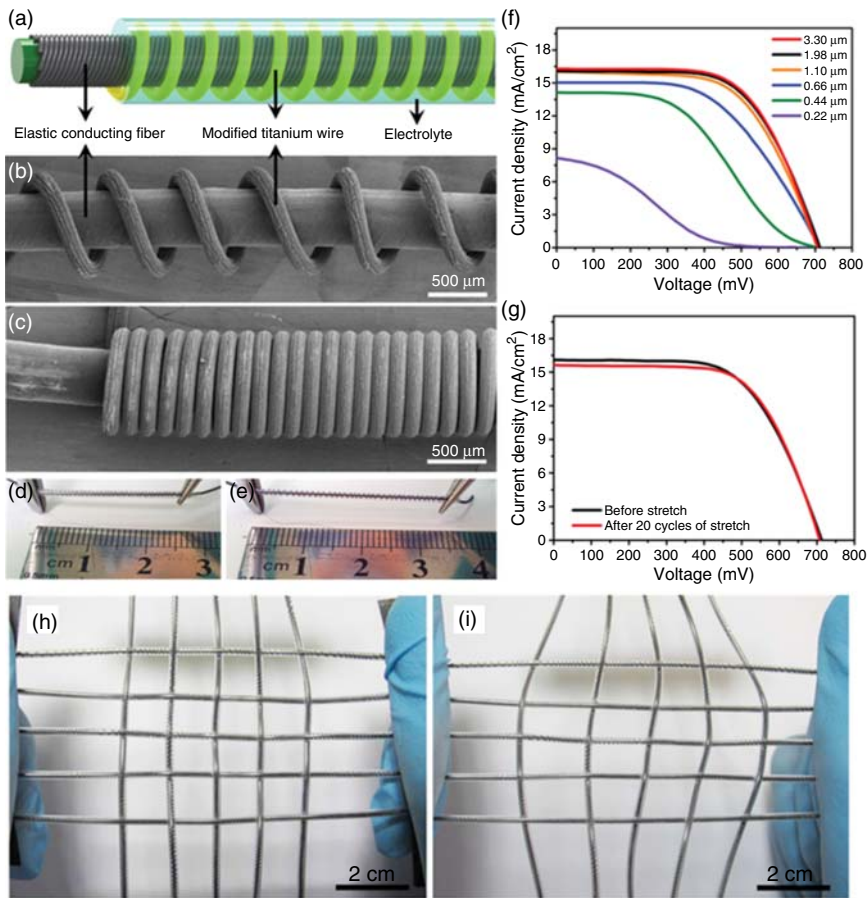 (a)
Elastic conducting fiber
Modified titanium wire
Electrolyte
(b)
500 μm
(c)
500 μm
(d)
cm 1 2 3
(e)
cm 1 2 3 4
(f)
Current density (mA/cm²)
18
15
12
9
6
3
0
3.30 μm
1.98 μm
1.10 μm
0.66 μm
0.44 μm
0.22 μm
0 100 200 300 400 500 600 700 800
Voltage (mV)
(g)
Current density (mA/cm²)
18
15
12
9
6
3
0
Before stretch
After 20 cycles of stretch
0 100 200 300 400 500 600 700 800
Voltage (mV)
(h)
2 cm
(i)
2 cm